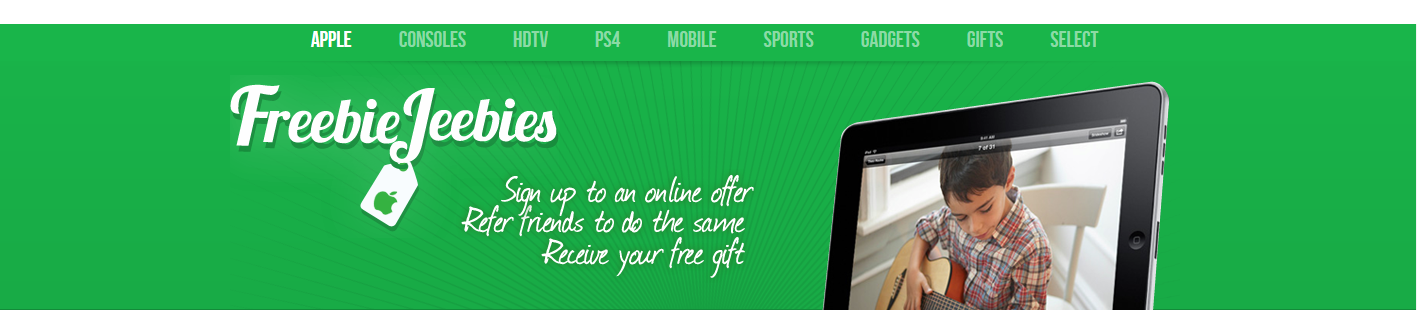 APPLE CONSOLES HDTV PS4 MOBILE SPORTS GADGETS GIFTS SELECT
FreebieJeebies
Sign up to an online offer
Refer friends to do the same
Receive your free gift
7 of 21